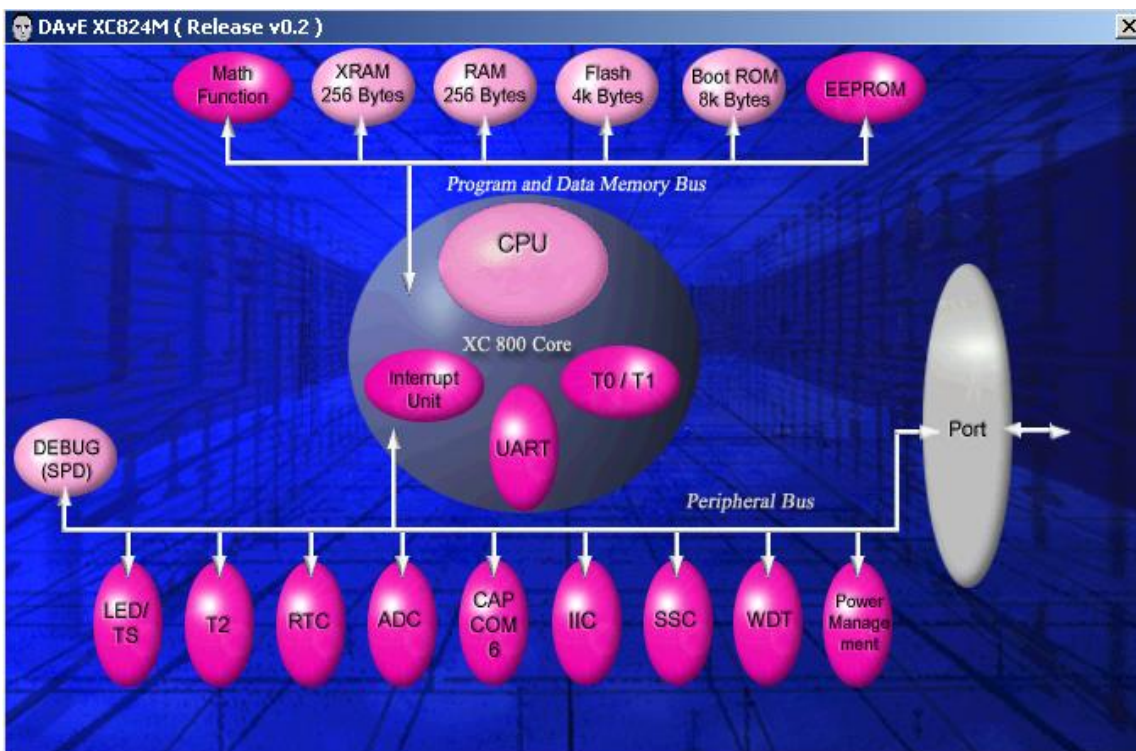 DAvE XC824M ( Release v0.2 )
Math
Function
XRAM
256 Bytes
RAM
256 Bytes
Flash
4k Bytes
Boot ROM
8k Bytes
EEPROM
Program and Data Memory Bus
CPU
XC 800 Core
Interrupt
Unit
T0 / T1
UART
Port
DEBUG
(SPD)
Peripheral Bus
LED/
TS
T2
RTC
ADC
CAP
COM
6
IIC
SSC
WDT
Power
Manage
ment